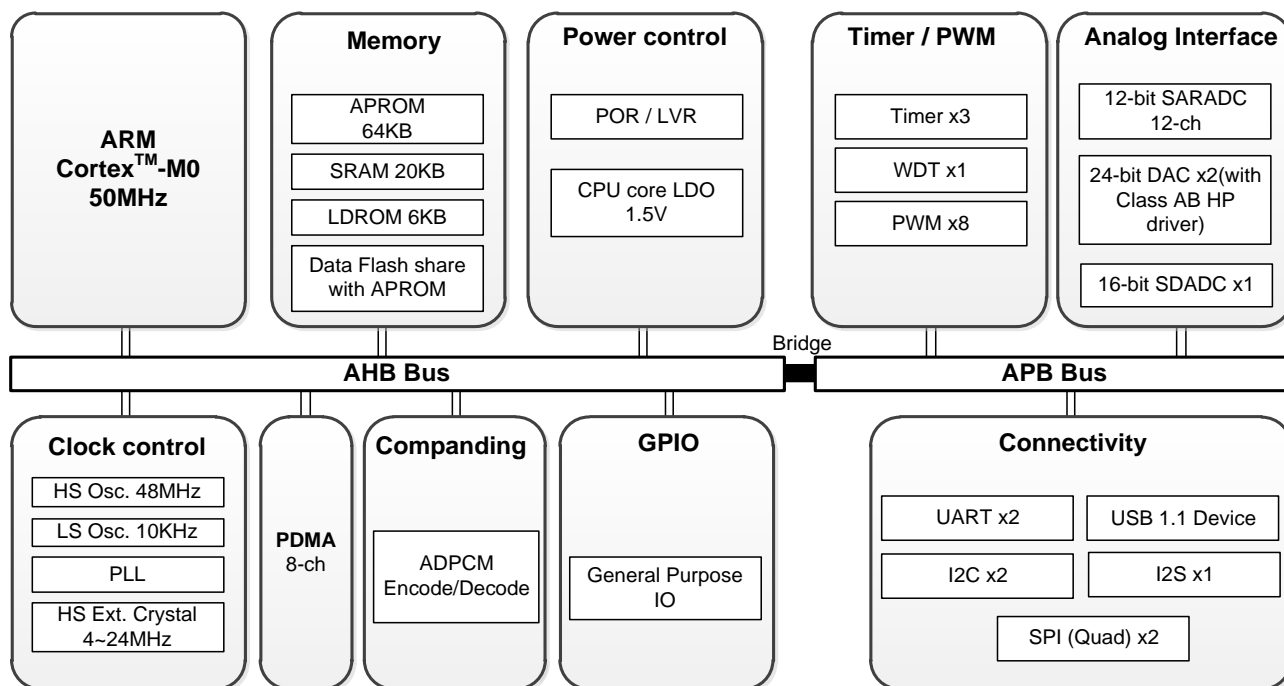 ARM
Cortex™-M0
50MHz
Memory
APROM
64KB
SRAM 20KB
LDROM 6KB
Data Flash share
with APROM
Power control
POR / LVR
CPU core LDO
1.5V
Timer / PWM
Timer x3
WDT x1
PWM x8
Analog Interface
12-bit SARADC
12-ch
24-bit DAC x2(with
Class AB HP
driver)
16-bit SDADC x1
AHB Bus
Bridge
APB Bus
Clock control
HS Osc. 48MHz
LS Osc. 10KHz
PLL
HS Ext. Crystal
4~24MHz
PDMA
8-ch
Companding
ADPCM
Encode/Decode
GPIO
General Purpose
IO
Connectivity
UART x2
USB 1.1 Device
I2C x2
I2S x1
SPI (Quad) x2